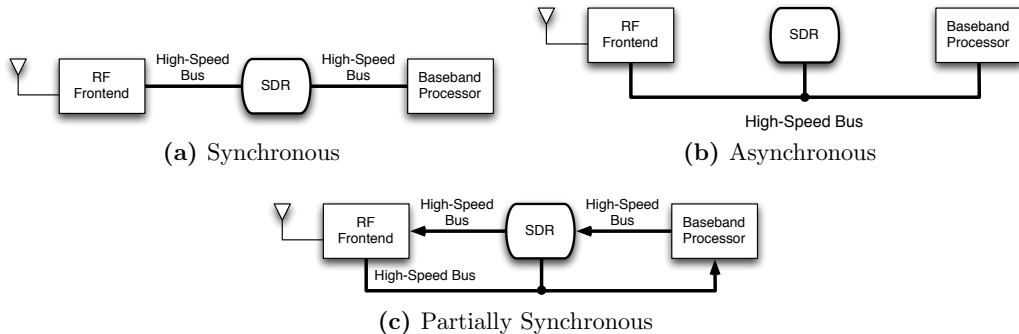 RF
Frontend
High-Speed
Bus
SDR
High-Speed
Bus
Baseband
Processor
(a) Synchronous
RF
Frontend
SDR
Baseband
Processor
High-Speed Bus
(b) Asynchronous
RF
Frontend
High-Speed
Bus
SDR
High-Speed
Bus
Baseband
Processor
High-Speed Bus
(c) Partially Synchronous